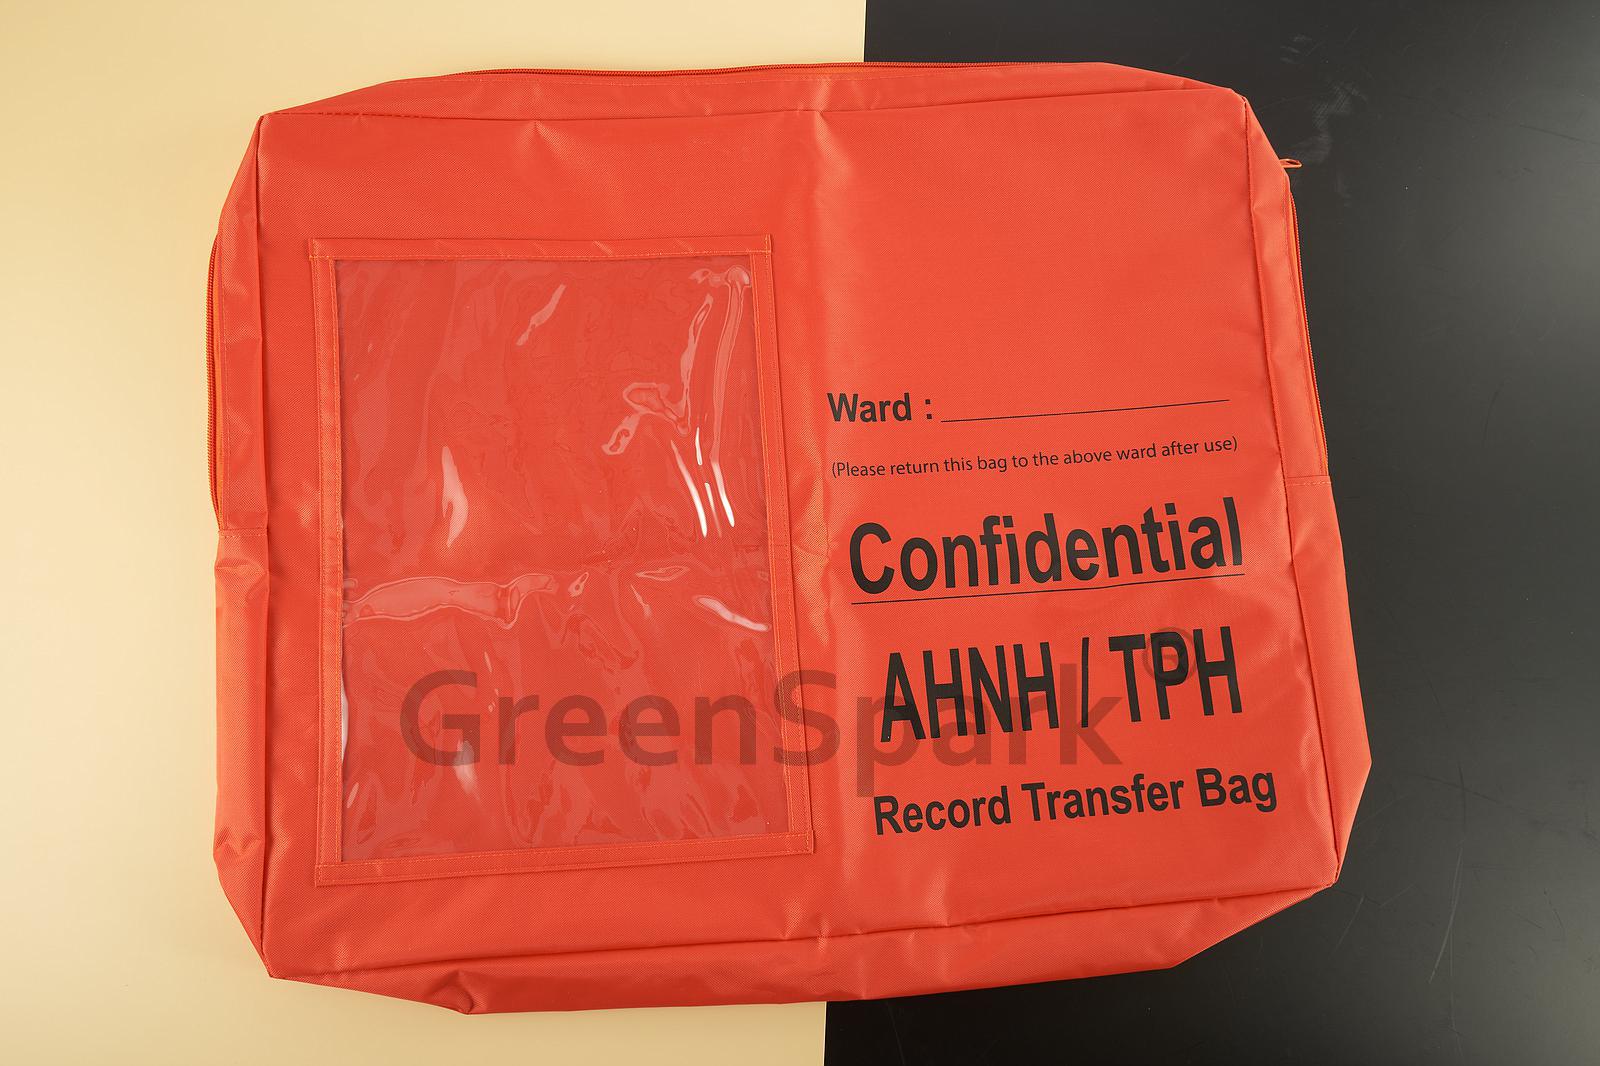 Ward : ____________________
(Please return this bag to the above ward after use)
Confidential
AHNH / TPH
Record Transfer Bag
GreenSpark®